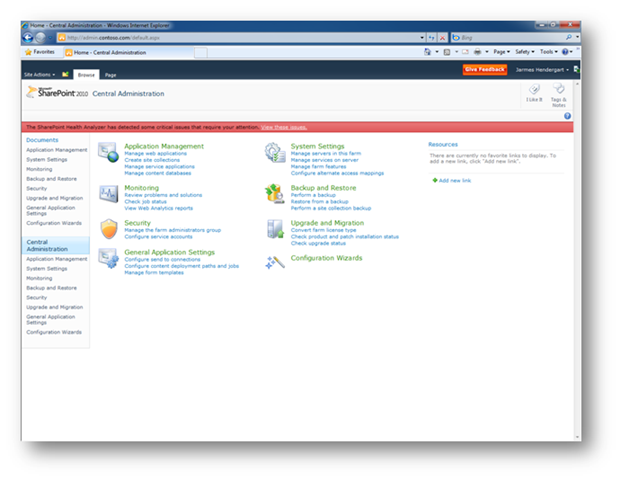 Home - Central Administration - Windows Internet Explorer
http://admin.contoso.com/default.aspx
Bing
Favorites
Home - Central Administration
Page
Safety
Tools
Site Actions
Browse
Page
Give Feedback
Jarmes Hendergart
Microsoft
SharePoint 2010
Central Administration
I Like It
Tags &
Notes
The SharePoint Health Analyzer has detected some critical issues that require your attention. View these issues.
Documents
Application Management
System Settings
Monitoring
Backup and Restore
Security
Upgrade and Migration
General Application
Settings
Configuration Wizards
Central
Administration
Application Management
System Settings
Monitoring
Backup and Restore
Security
Upgrade and Migration
General Application
Settings
Configuration Wizards
Application Management
Manage web applications
Create site collections
Manage service applications
Manage content databases
Monitoring
Review problems and solutions
Check job status
View Web Analytics reports
Security
Manage the farm administrators group
Configure service accounts
General Application Settings
Configure send to connections
Configure content deployment paths and jobs
Manage form templates
System Settings
Manage servers in this farm
Manage services on server
Manage farm features
Configure alternate access mappings
Backup and Restore
Perform a backup
Restore from a backup
Perform a site collection backup
Upgrade and Migration
Convert farm license type
Check product and patch installation status
Check upgrade status
Configuration Wizards
Resources
There are currently no favorite links to display. To
add a new link, click "Add new link".
Add new link